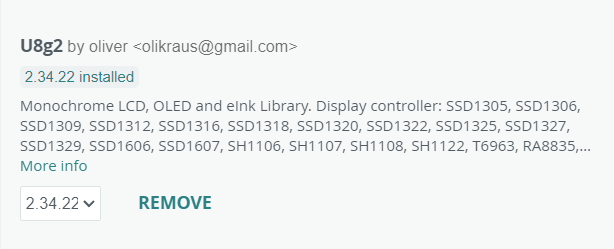 U8g2 by oliver <olikraus@gmail.com>
2.34.22 installed
Monochrome LCD, OLED and eInk Library. Display controller: SSD1305, SSD1306,
SSD1309, SSD1312, SSD1316, SSD1318, SSD1320, SSD1322, SSD1325, SSD1327,
SSD1329, SSD1606, SSD1607, SH1106, SH1107, SH1108, SH1122, T6963, RA8835,...
More info
2.34.22 REMOVE